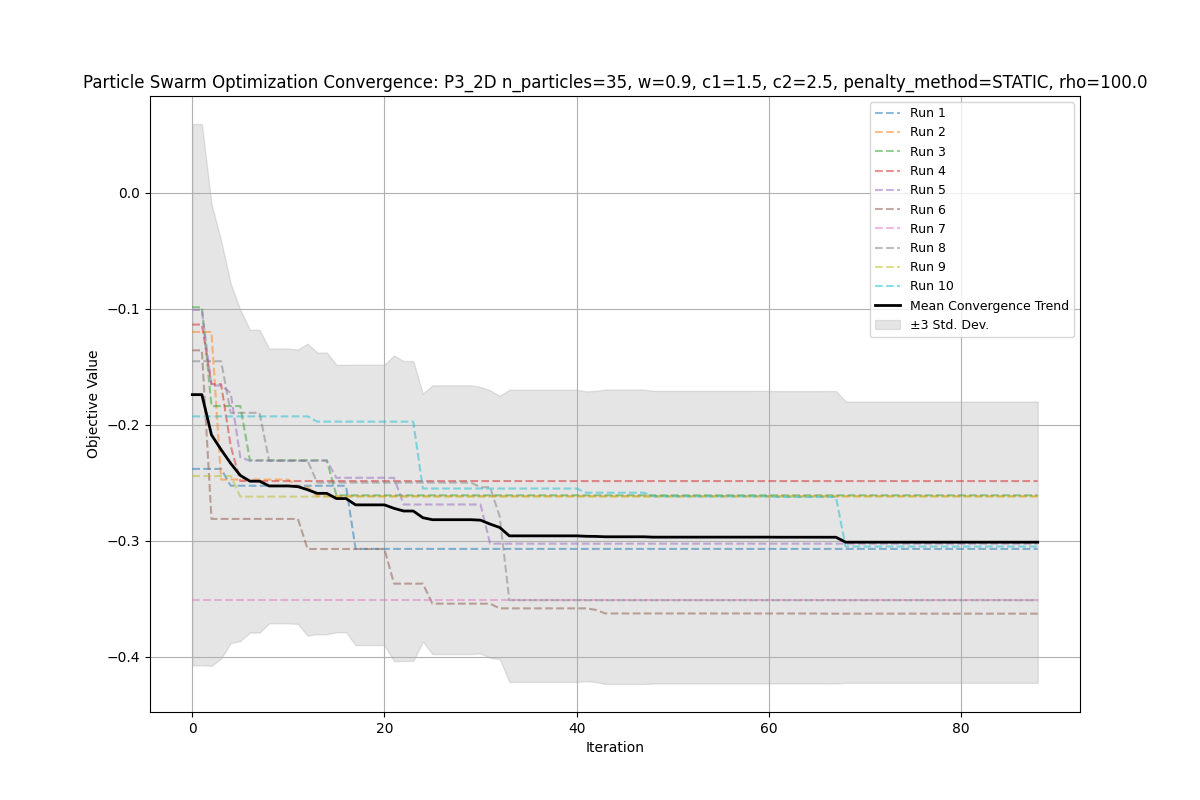 Particle Swarm Optimization Convergence: P3_2D n_particles=35, w=0.9, c1=1.5, c2=2.5, penalty_method=STATIC, rho=100.0
Run 1
Run 2
Run 3
Run 4
Run 5
Run 6
Run 7
Run 8
Run 9
Run 10
Mean Convergence Trend
±3 Std. Dev.
Objective Value
0.0
−0.1
−0.2
−0.3
−0.4
0 20 40 60 80
Iteration